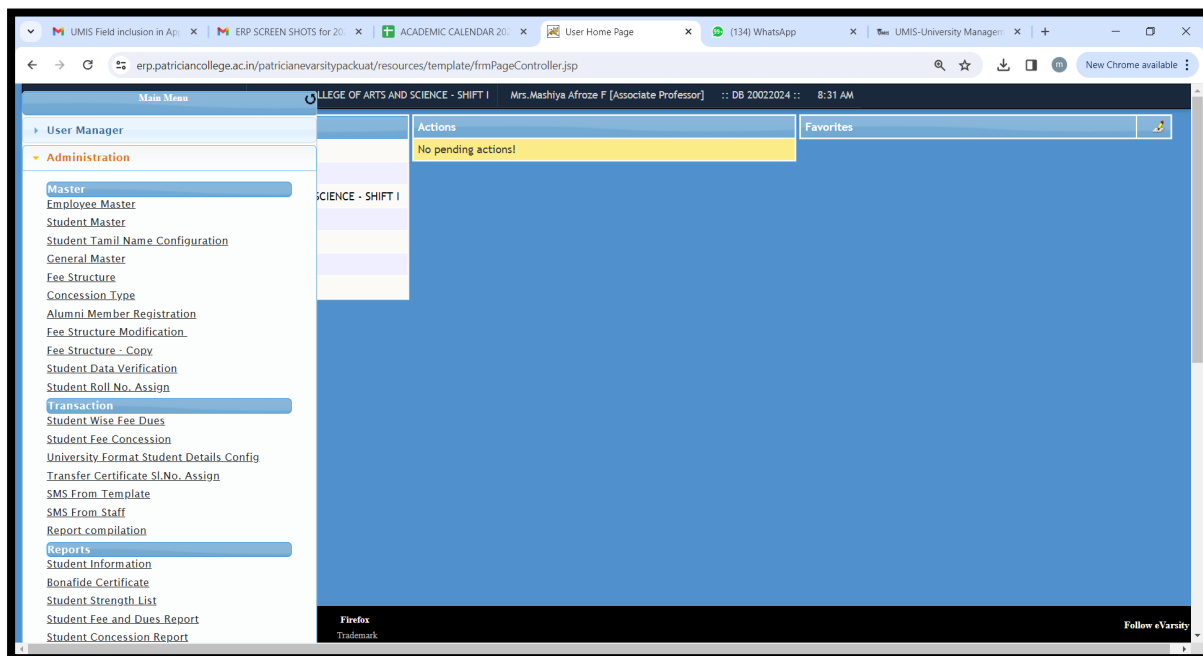 UMIS Field inclusion in Ap
ERP SCREEN SHOTS for 20
ACADEMIC CALENDAR 20
User Home Page
(134) WhatsApp
UMIS-University Managem
erp.patriciancollege.ac.in/patricianevarsitypackuat/resources/template/frmPageController.jsp
m
New Chrome available
Main Menu
LLEGE OF ARTS AND SCIENCE - SHIFT I Mrs.Mashiya Afroze F [Associate Professor] :: DB 20022024 :: 8:31 AM
User Manager
Actions
Favorites
No pending actions!
Administration
Master
Employee Master
SCIENCE - SHIFT I
Student Master
Student Tamil Name Configuration
General Master
Fee Structure
Concession Type
Alumni Member Registration
Fee Structure Modification
Fee Structure - Copy
Student Data Verification
Student Roll No. Assign
Transaction
Student Wise Fee Dues
Student Fee Concession
University Format Student Details Config
Transfer Certificate Sl.No. Assign
SMS From Template
SMS From Staff
Report compilation
Reports
Student Information
Bonafide Certificate
Student Strength List
Student Fee and Dues Report
Student Concession Report
Firefox
Trademark
Follow eVarsity